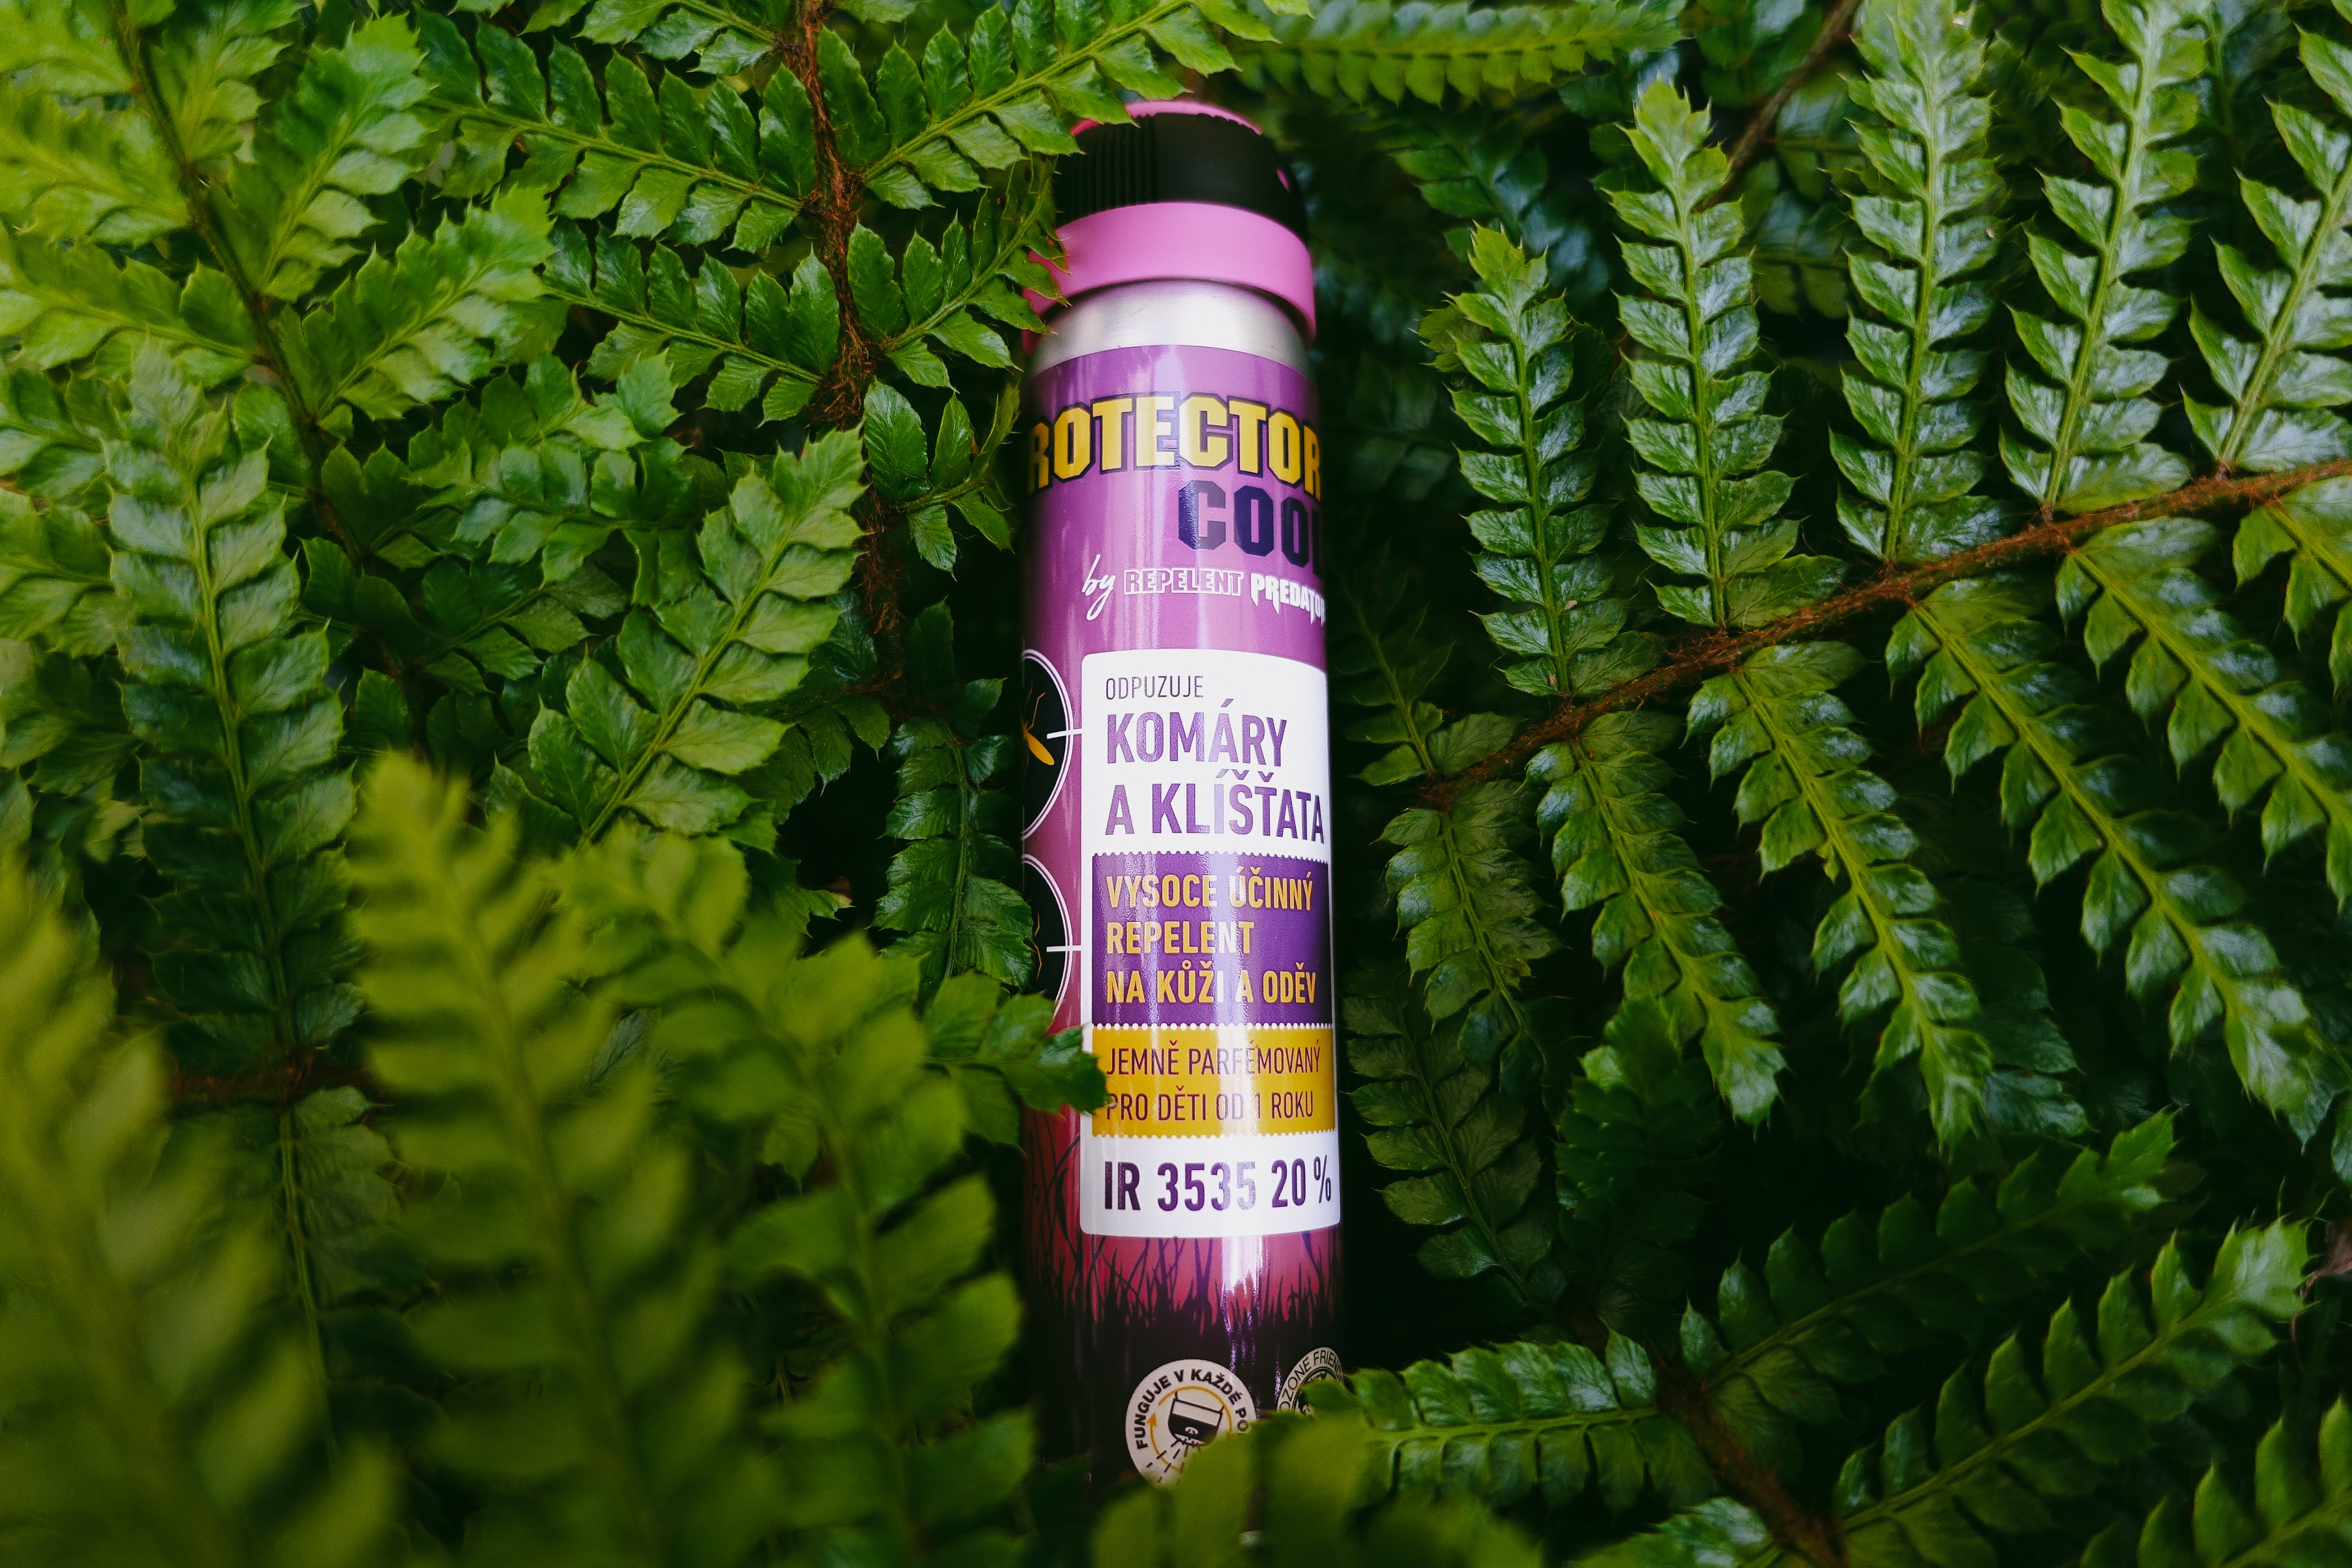 ROTECTOR
COOL
by REPELENT PREDATOR
ODPUZUJE
KOMÁRY
A KLÍŠŤATA
VYSOCE ÚČINNÝ
REPELENT
NA KŮŽI A ODĚV
JEMNĚ PARFÉMOVANÝ
PRO DĚTI OD 1 ROKU
IR 3535 20 %
FUNGUJE V KAŽDÉ PO
OZONE FRIEN